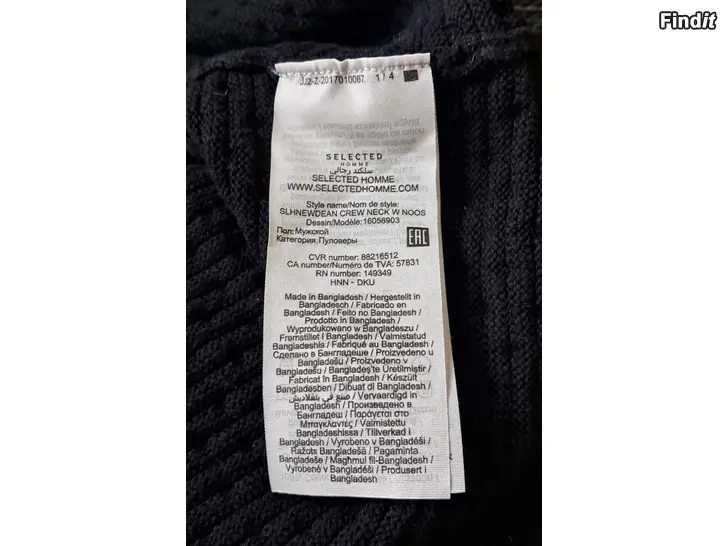 Findit
JJ2-Z-2017010067 1 / 4
SELECTED
HOMME
سلكتد رجالي
SELECTED HOMME
WWW.SELECTEDHOMME.COM
Style name/Nom de style:
SLHNEWDEAN CREW NECK W NOOS
Dessin/Modèle: 16056903
Пол: Мужской
Категория: Пуловеры
EAC
CVR number: 88216512
CA number/Numéro de TVA: 57831
RN number: 149349
HNN - DKU
Made in Bangladesh / Hergestellt in
Bangladesch / Fabricado en
Bangladesh / Feito no Bangladesh /
Prodotto in Bangladesh /
Wyprodukowano w Bangladeszu /
Fremstillet i Bangladesh / Valmistatud
Bangladeshis / Fabriqué au Bangladesh /
Сделано в Бангладеше / Proizvedeno u
Bangladešu / Proizvedeno v
Bangladešu / Bangladeş'te Üretilmiştir /
Fabricat în Bangladesh / Készült
Bangladesben / Dibuat di Bangladesh /
صنع في بنغلاديش / Vervaardigd in
Bangladesh / Произведено в
Бангладеш / Παράγεται στο
Μπαγκλαντές / Valmistettu
Bangladeshissa / Tillverkad i
Bangladesh / Vyrobeno v Bangladéši /
Ražots Bangladešā / Pagaminta
Bangladeše / Magħmul fil-Bangladesh /
Vyrobené v Bangladéši / Produsert i
Bangladesh